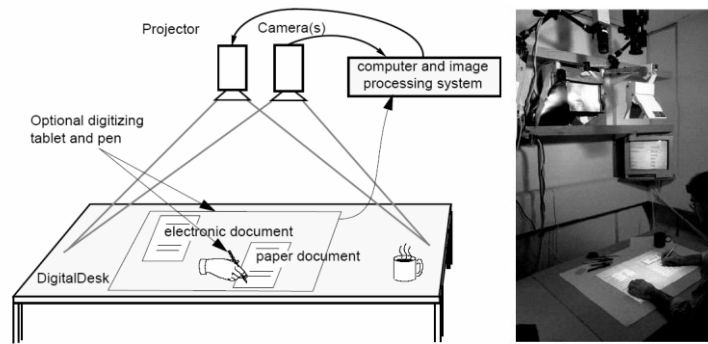 Projector
Camera(s)
computer and image
processing system
Optional digitizing
tablet and pen
electronic document
paper document
DigitalDesk